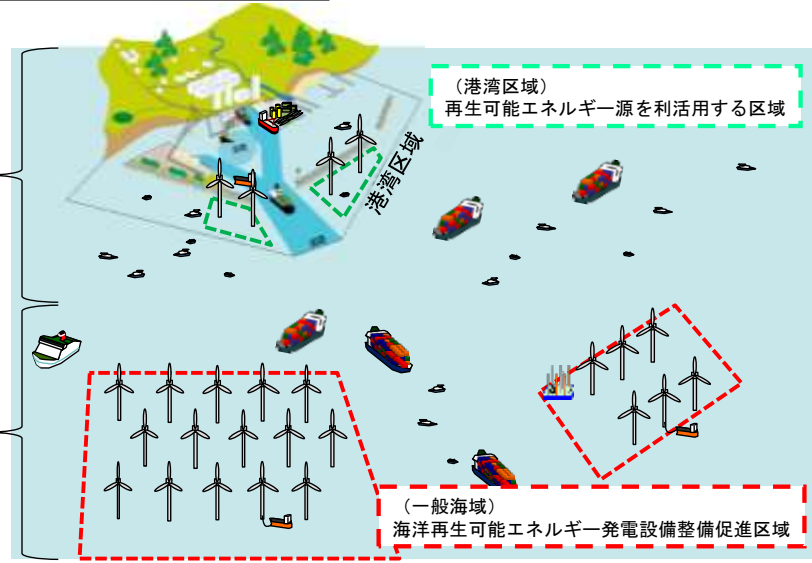 （港湾区域）
再生可能エネルギー源を利活用する区域
港湾区域
（一般海域）
海洋再生可能エネルギー発電設備整備促進区域